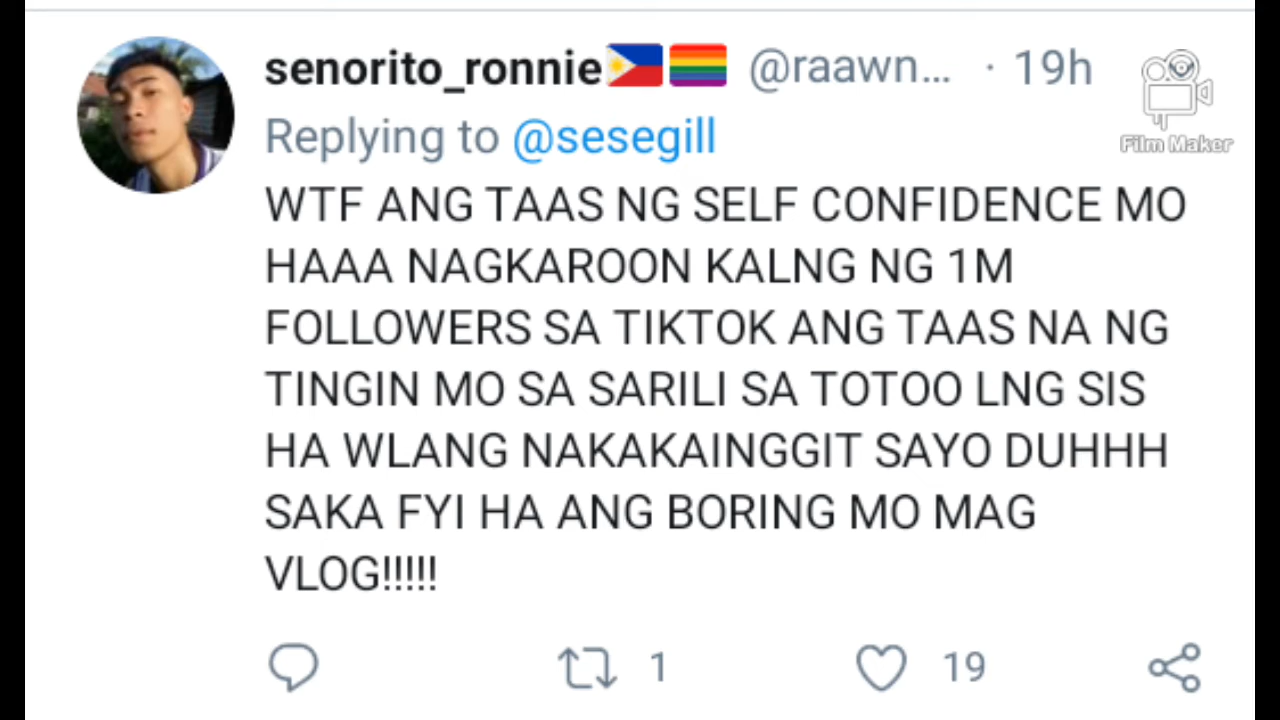 senorito_ronnie🇵🇭🏳️‍🌈 @raawn... · 19h
Film Maker
Replying to @sesegill
WTF ANG TAAS NG SELF CONFIDENCE MO
HAAA NAGKAROON KALNG NG 1M
FOLLOWERS SA TIKTOK ANG TAAS NA NG
TINGIN MO SA SARILI SA TOTOO LNG SIS
HA WLANG NAKAKAINGGIT SAYO DUHHH
SAKA FYI HA ANG BORING MO MAG
VLOG!!!!!
1 19